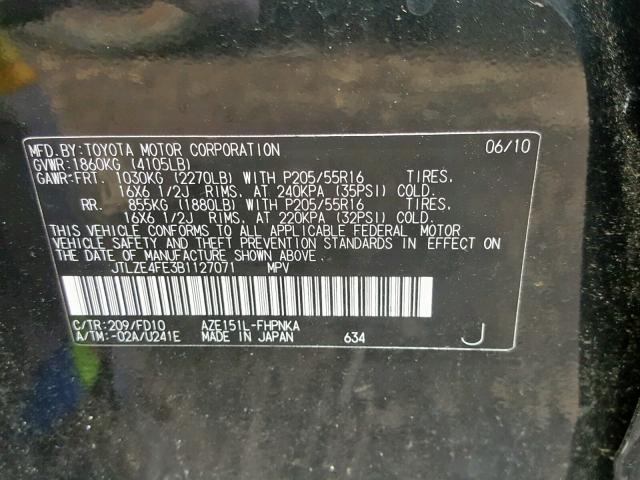 MFD.BY:TOYOTA MOTOR CORPORATION 06/10
GVWR:1860KG (4105LB)
GAWR:FRT. 1030KG (2270LB) WITH P205/55R16 TIRES,
16X6 1/2J RIMS, AT 240KPA (35PSI) COLD.
RR. 855KG (1880LB) WITH P205/55R16 TIRES,
16X6 1/2J RIMS, AT 220KPA (32PSI) COLD.
THIS VEHICLE CONFORMS TO ALL APPLICABLE FEDERAL MOTOR
VEHICLE SAFETY AND THEFT PREVENTION STANDARDS IN EFFECT
ON THE DATE OF MANUFACTURE SHOWN ABOVE.
JTLZE4FE3B1127071 MPV
C/TR:209/FD10 AZE151L-FHPNKA
A/TM:-02A/U241E MADE IN JAPAN 634 J